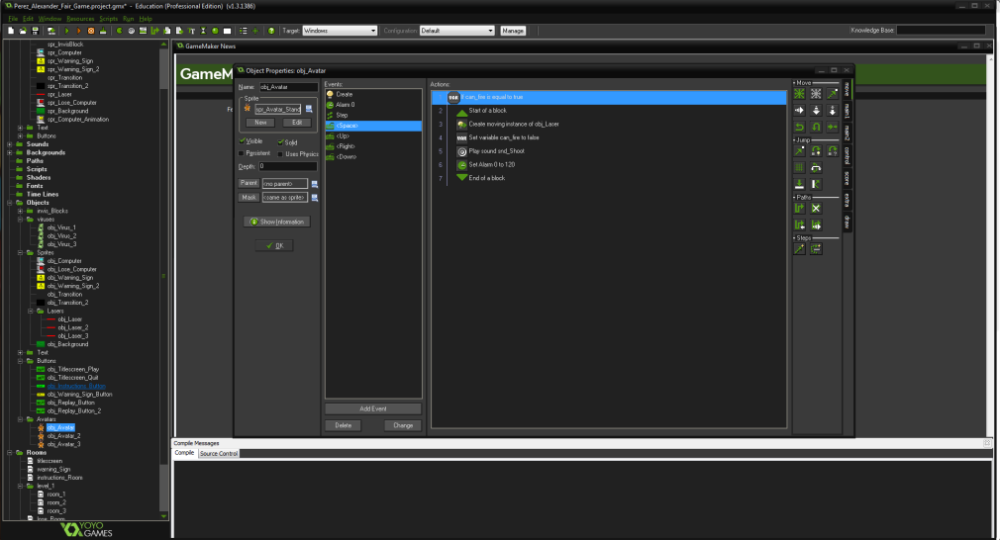 Perez_Alexander_Fair_Game.project.gmx* - Education (Professional Edition) (v1.3.1386)
File Edit Window Resources Scripts Run Help
Target: Windows Configuration: Default Manage Knowledge Base:
spr_InvisBlock
spr_Computer
spr_Warning_Sign
spr_Warning_Sign_2
spr_Transition
spr_Transition_2
spr_Laser
spr_Lose_Computer
spr_Background
spr_Computer_Animation
Text
Buttons
Sounds
Backgrounds
Paths
Scripts
Shaders
Fonts
Time Lines
Objects
invis_Blocks
viruses
obj_Virus_1
obj_Virus_2
obj_Virus_3
Sprites
obj_Computer
obj_Lose_Computer
obj_Warning_Sign
obj_Warning_Sign_2
obj_Transition
obj_Transition_2
Lasers
obj_Laser
obj_Laser_2
obj_Laser_3
obj_Background
Text
Buttons
obj_Titlescreen_Play
obj_Titlescreen_Quit
obj_Instructions_Button
obj_Warning_Sign_Button
obj_Replay_Button
obj_Replay_Button_2
Avatars
obj_Avatar
obj_Avatar_2
obj_Avatar_3
Rooms
titlescreen
warning_Sign
instructions_Room
level_1
room_1
room_2
room_3
lose_Room
YOYO
GAMES
GameMaker News
GameM
Fe
Object Properties: obj_Avatar
Name: obj_Avatar
Sprite
spr_Avatar_Stand
New Edit
Visible Solid
Persistent Uses Physics
Depth: 0
Parent <no parent>
Mask <same as sprite>
Show Information
OK
Events:
Create
Alarm 0
Step
<Space>
<Up>
<Right>
<Down>
Add Event
Delete Change
Actions:
1 VAR If can_fire is equal to true
2 Start of a block
3 Create moving instance of obj_Laser
4 VAR Set variable can_fire to false
5 Play sound snd_Shoot
6 Set Alarm 0 to 120
7 End of a block
Move
Jump
Paths
Steps
move
main1
main2
control
score
extra
draw
Compile Messages
Compile Source Control